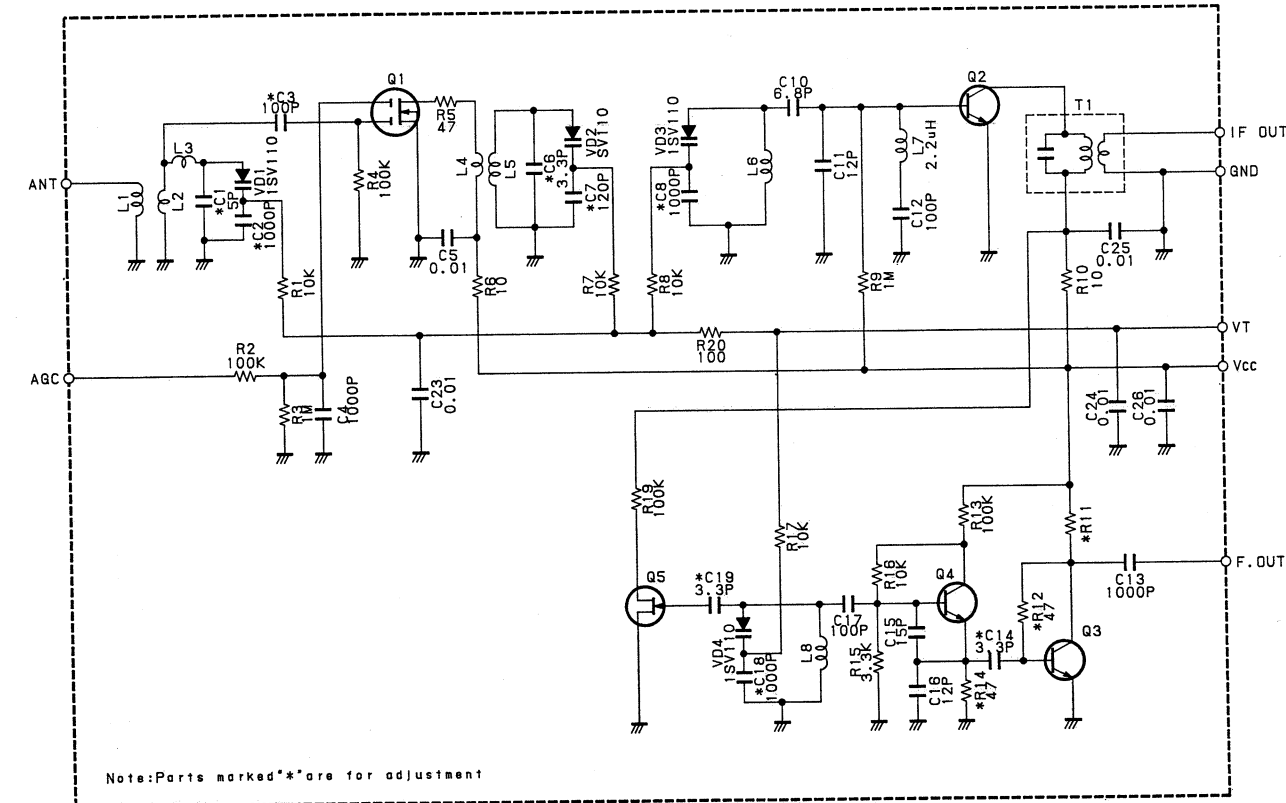 Q1
Q2
*C3
100P
C10
6.8P
T1
R5
47
VD2
SV110
VD3
SV110
L3
VD1
1SV110
L4
L5
*C6
3.3P
L6
L7
2.2uH
C11
12P
IF OUT
ANT
L1
L2
*C1
5P
*C2
1000P
R4
100K
*C7
120P
*C8
1000P
C12
100P
GND
C5
0.01
R6
10
R1
10K
R7
10K
R8
10K
R9
1M
C25
0.01
R10
10
R20
100
VT
R2
100K
AGC
Vcc
R3
1M
C4
1000P
C23
0.01
C24
0.01
C26
0.01
R19
100K
R17
10K
R13
100K
*R11
Q5
*C19
3.3P
R16
10K
Q4
F.OUT
C13
1000P
VD4
1SV110
*C18
1000P
L8
C17
100P
R15
3.3K
C15
15P
*C14
3.3P
*R12
47
Q3
C16
12P
*R14
47
Note:Parts marked"*"are for adjustment